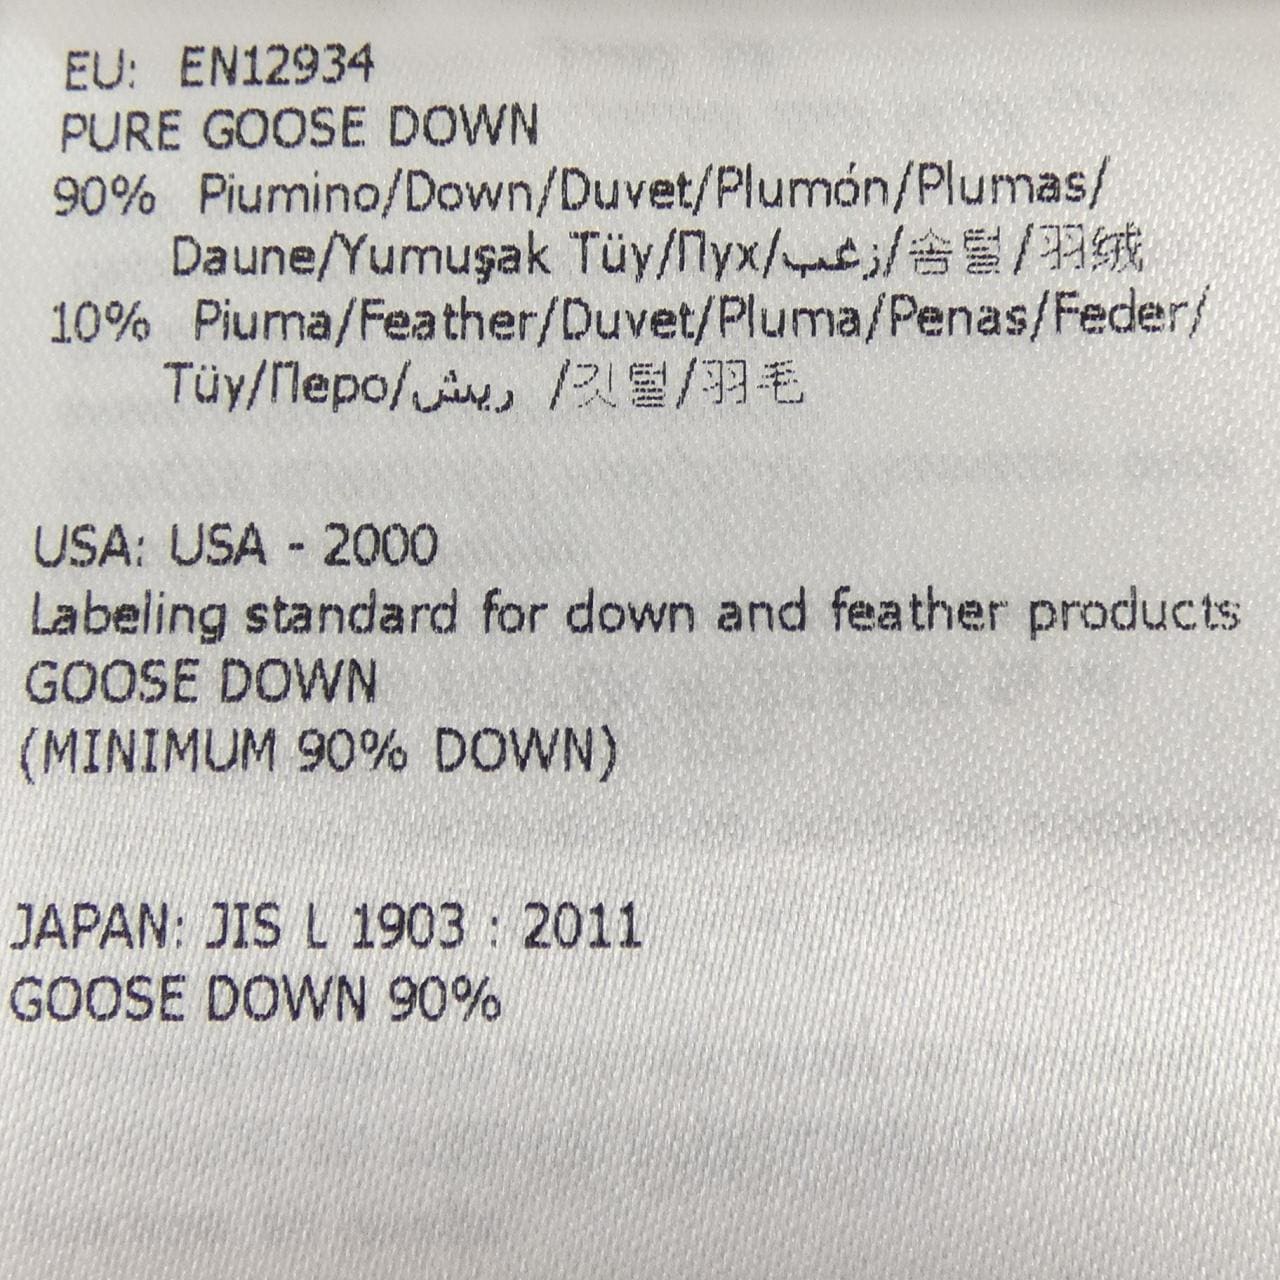 EU: EN12934
PURE GOOSE DOWN
90% Piumino/Down/Duvet/Plumón/Plumas/
Daune/Yumuşak Tüy/Пух/زغب/솜털/羽绒
10% Piuma/Feather/Duvet/Pluma/Penas/Feder/
Tüy/Перо/ريش /깃털/羽毛
USA: USA - 2000
Labeling standard for down and feather products
GOOSE DOWN
(MINIMUM 90% DOWN)
JAPAN: JIS L 1903 : 2011
GOOSE DOWN 90%